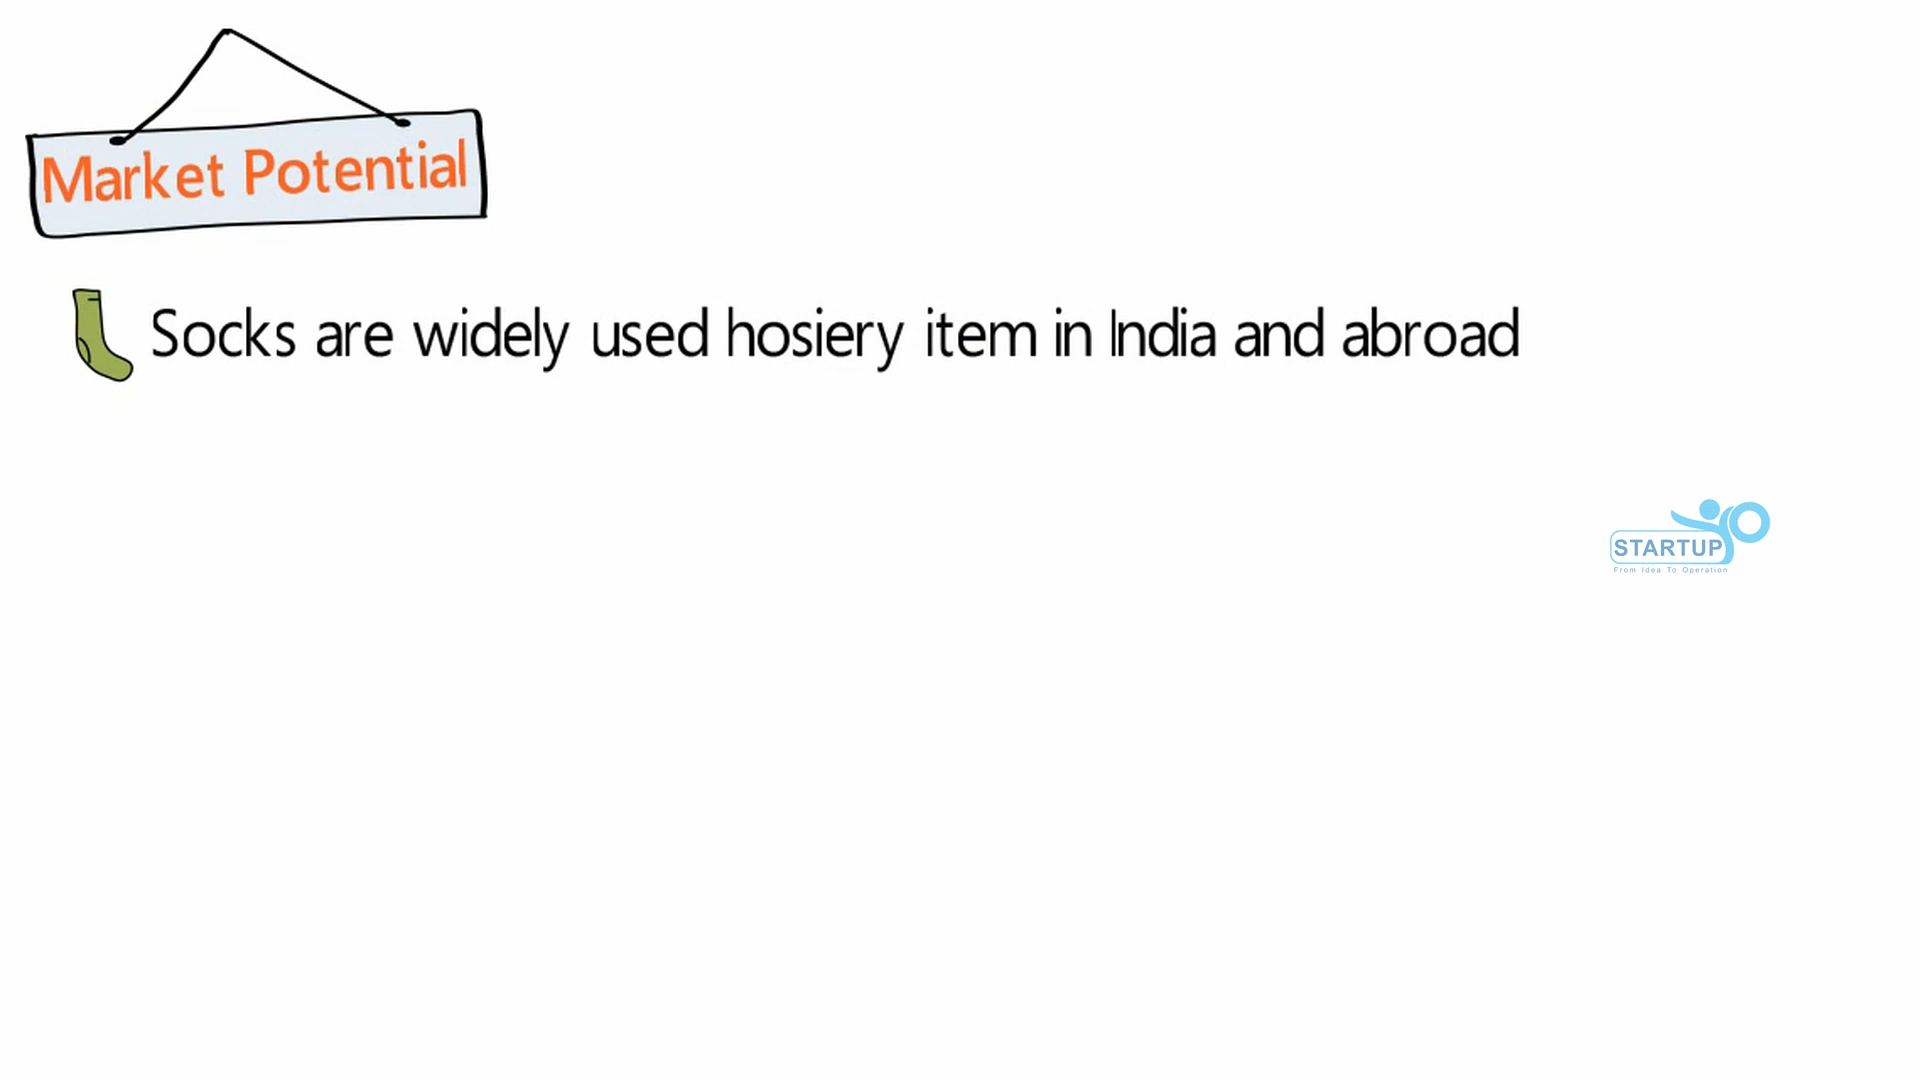 Market Potential
Socks are widely used hosiery item in India and abroad
STARTUP
From Idea To Operation